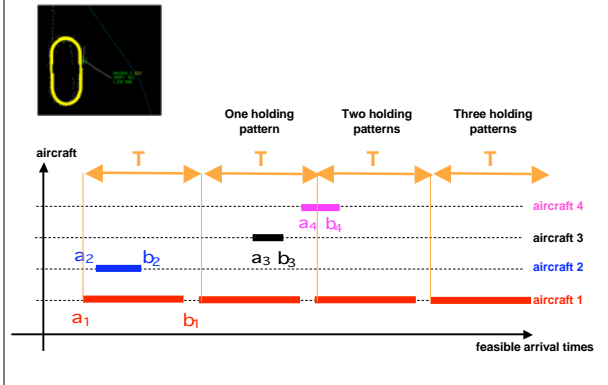 One holding
pattern
Two holding
patterns
Three holding
patterns
aircraft
T
T
T
T
aircraft 4
a4 b4
aircraft 3
a3 b3
a2 b2
aircraft 2
aircraft 1
a1 b1
feasible arrival times